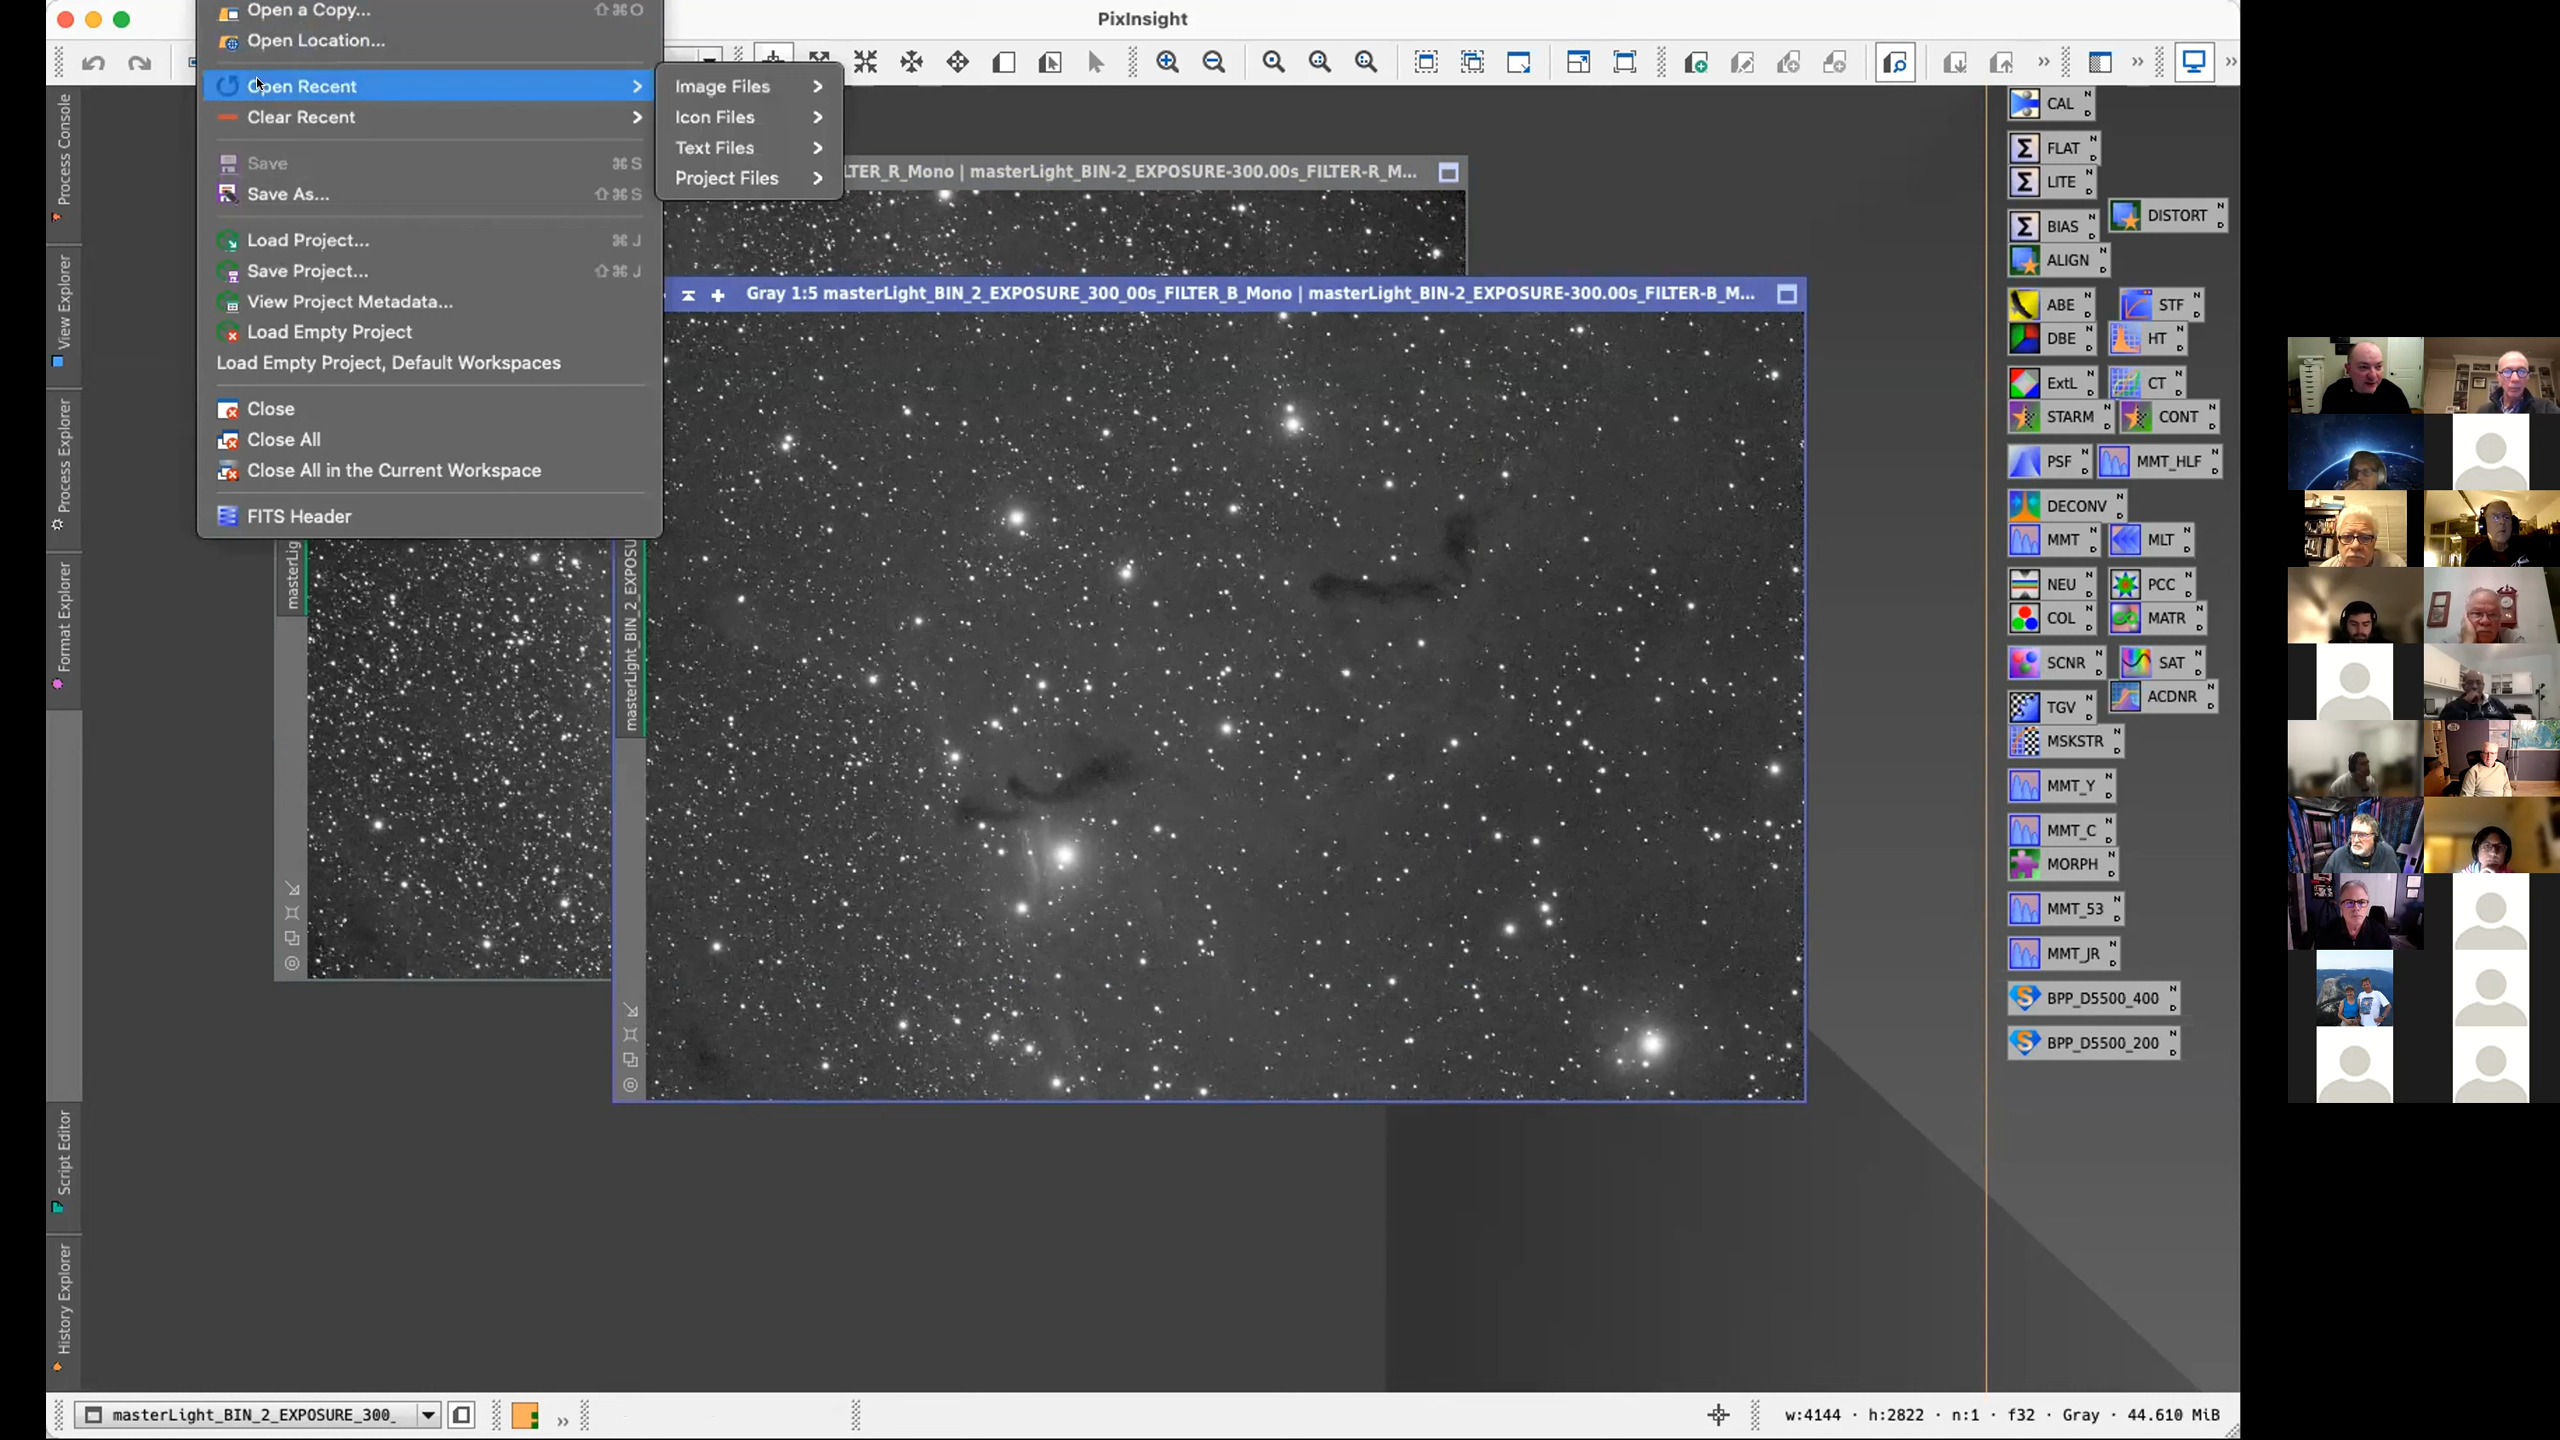 PixInsight
Open a Copy... ⇧⌘O
Open Location...
Open Recent
Clear Recent
Save ⌘S
Save As... ⇧⌘S
Load Project... ⌘J
Save Project... ⇧⌘J
View Project Metadata...
Load Empty Project
Load Empty Project, Default Workspaces
Close
Close All
Close All in the Current Workspace
FITS Header
Image Files
Icon Files
Text Files
Project Files
LTER_R_Mono | masterLight_BIN-2_EXPOSURE-300.00s_FILTER-R_M...
Gray 1:5 masterLight_BIN_2_EXPOSURE_300_00s_FILTER_B_Mono | masterLight_BIN-2_EXPOSURE-300.00s_FILTER-B_M...
masterLig
masterLight_BIN_2_EXPOSU
Process Console
View Explorer
Process Explorer
Format Explorer
Script Editor
History Explorer
CAL N D
FLAT N D
LITE N D
BIAS N D
DISTORT N D
ALIGN N D
ABE N D
STF N D
DBE N D
HT N D
ExtL N D
CT N D
STARM N D
CONT N D
PSF N D
MMT_HLF N D
DECONV N D
MMT N D
MLT N D
NEU N D
PCC N D
COL N D
MATR N D
SCNR N D
SAT N D
ACDNR N D
TGV N D
MSKSTR N D
MMT_Y N D
MMT_C N D
MORPH N D
MMT_53 N D
MMT_JR N D
BPP_D5500_400 N D
BPP_D5500_200 N D
masterLight_BIN_2_EXPOSURE_300_
w:4144 · h:2822 · n:1 · f32 · Gray · 44.610 MiB